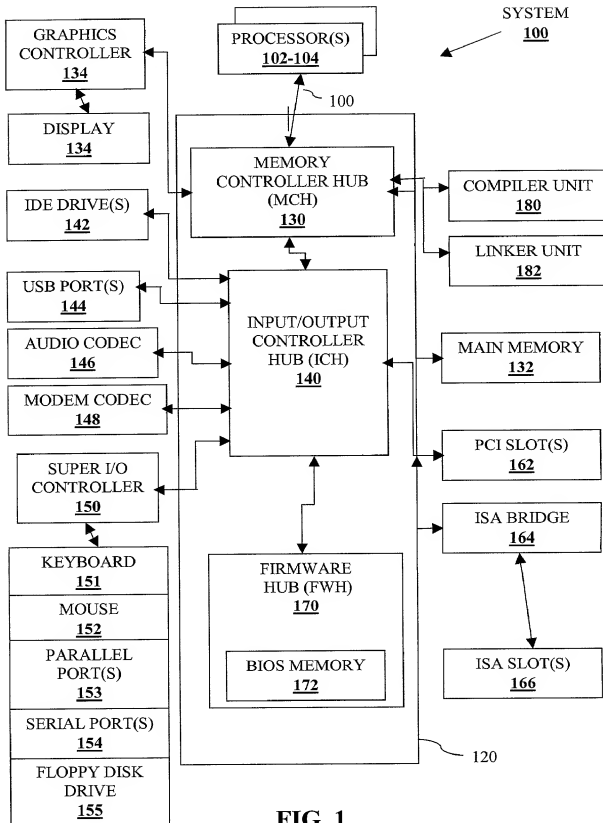 SYSTEM
100
GRAPHICS
CONTROLLER
134
PROCESSOR(S)
102-104
100
DISPLAY
134
MEMORY
CONTROLLER HUB
(MCH)
130
IDE DRIVE(S)
142
COMPILER UNIT
180
LINKER UNIT
182
USB PORT(S)
144
INPUT/OUTPUT
CONTROLLER
HUB (ICH)
140
AUDIO CODEC
146
MAIN MEMORY
132
MODEM CODEC
148
PCI SLOT(S)
162
SUPER I/O
CONTROLLER
150
ISA BRIDGE
164
KEYBOARD
151
MOUSE
152
PARALLEL
PORT(S)
153
SERIAL PORT(S)
154
FLOPPY DISK
DRIVE
155
FIRMWARE
HUB (FWH)
170
BIOS MEMORY
172
ISA SLOT(S)
166
120
FIG. 1